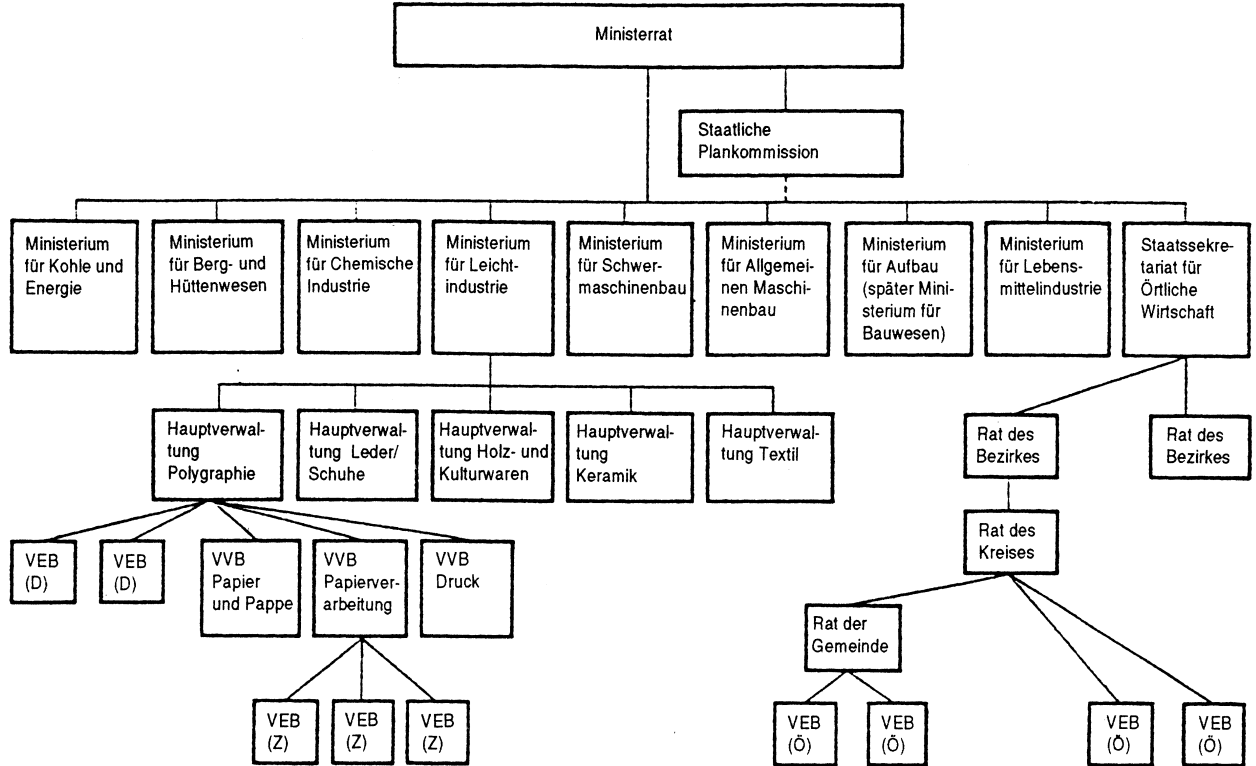 Ministerrat
Staatliche
Plankommission
Ministerium
für Kohle und
Energie
Ministerium
für Berg- und
Hüttenwesen
Ministerium
für Chemische
Industrie
Ministerium
für Leicht-
industrie
Ministerium
für Schwer-
maschinenbau
Ministerium
für Allgemei-
nen Maschi-
nenbau
Ministerium
für Aufbau
(später Mini-
sterium für
Bauwesen)
Ministerium
für Lebens-
mittelindustrie
Staatssekre-
tariat für
Örtliche
Wirtschaft
Hauptverwal-
tung
Polygraphie
Hauptverwal-
tung Leder/
Schuhe
Hauptverwal-
tung Holz- und
Kulturwaren
Hauptverwal-
tung
Keramik
Hauptverwal-
tung Textil
Rat des
Bezirkes
Rat des
Bezirkes
Rat des
Kreises
VEB
(D)
VEB
(D)
VVB
Papier
und Pappe
VVB
Papierver-
arbeitung
VVB
Druck
Rat der
Gemeinde
VEB
(Z)
VEB
(Z)
VEB
(Z)
VEB
(Ö)
VEB
(Ö)
VEB
(Ö)
VEB
(Ö)